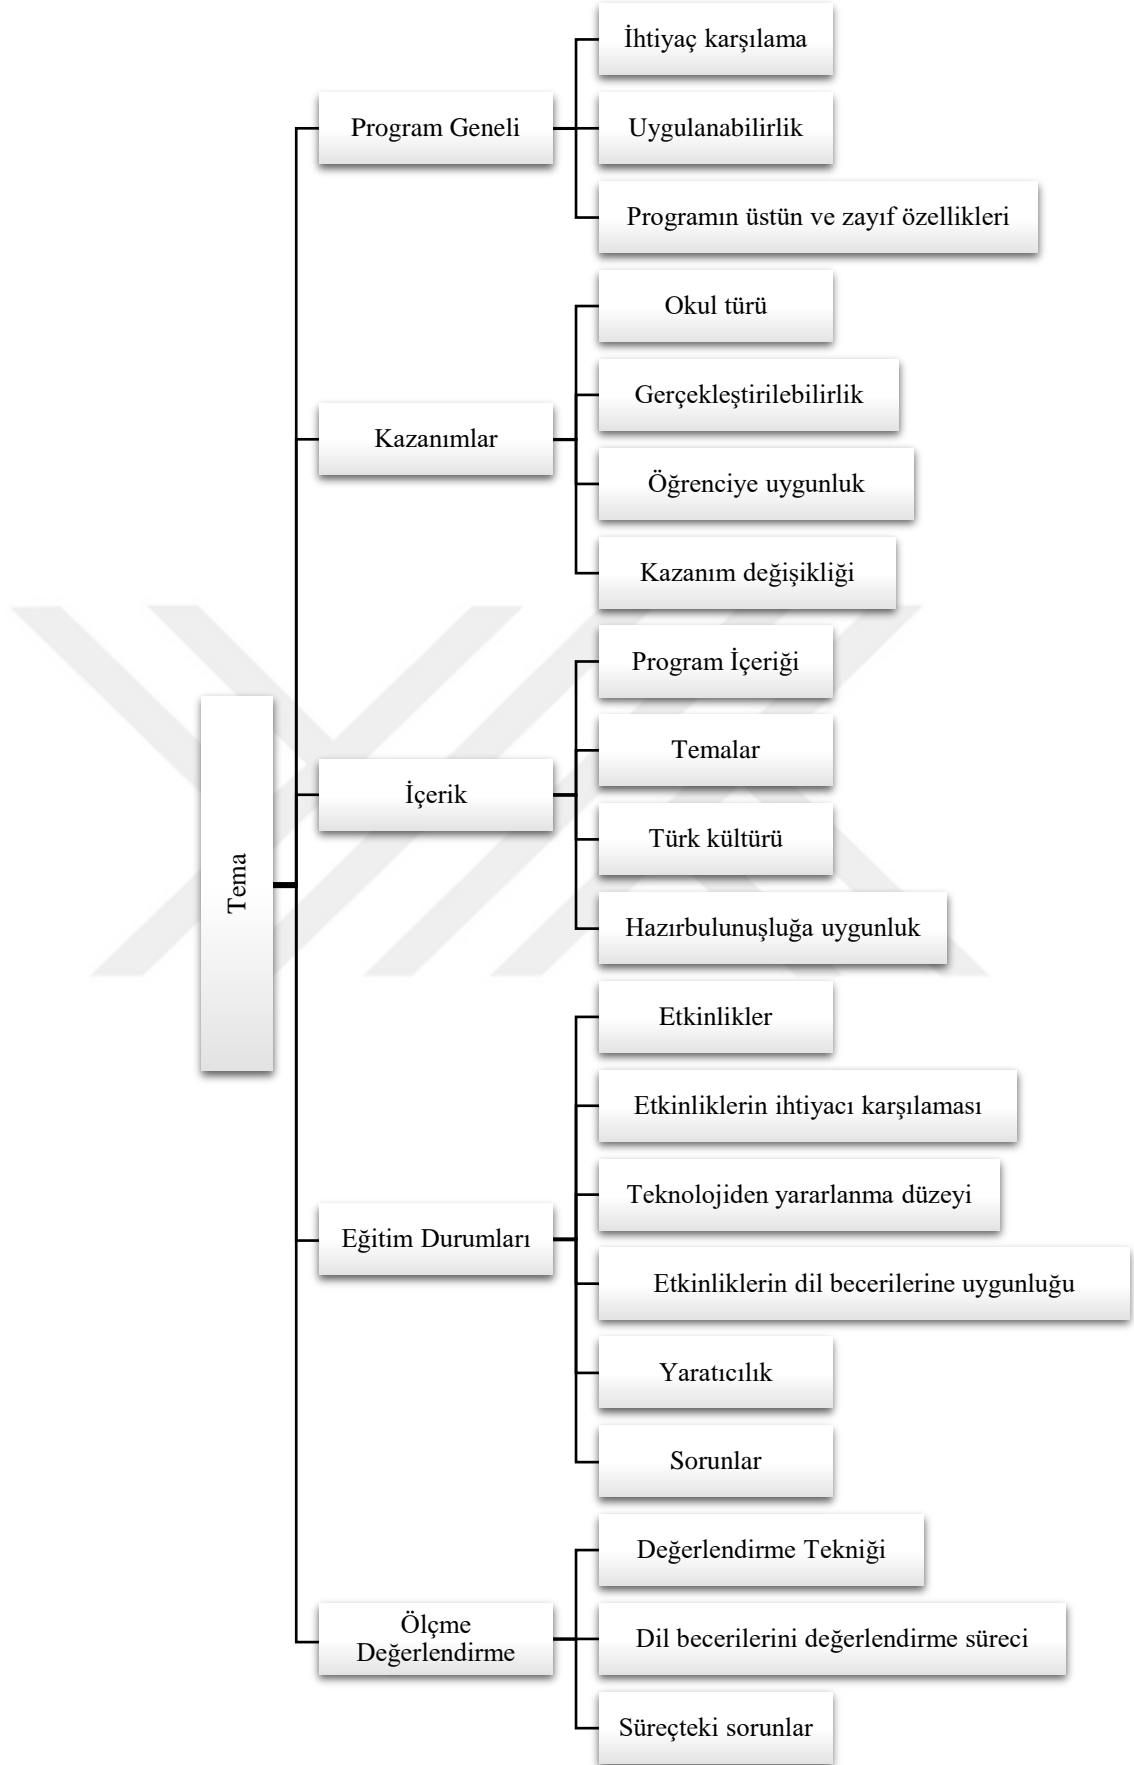 Tema
Program Geneli
İhtiyaç karşılama
Uygulanabilirlik
Programın üstün ve zayıf özellikleri
Kazanımlar
Okul türü
Gerçekleştirilebilirlik
Öğrenciye uygunluk
Kazanım değişikliği
İçerik
Program İçeriği
Temalar
Türk kültürü
Hazırbulunuşluğa uygunluk
Eğitim Durumları
Etkinlikler
Etkinliklerin ihtiyacı karşılaması
Teknolojiden yararlanma düzeyi
Etkinliklerin dil becerilerine uygunluğu
Yaratıcılık
Sorunlar
Ölçme
Değerlendirme
Değerlendirme Tekniği
Dil becerilerini değerlendirme süreci
Süreçteki sorunlar